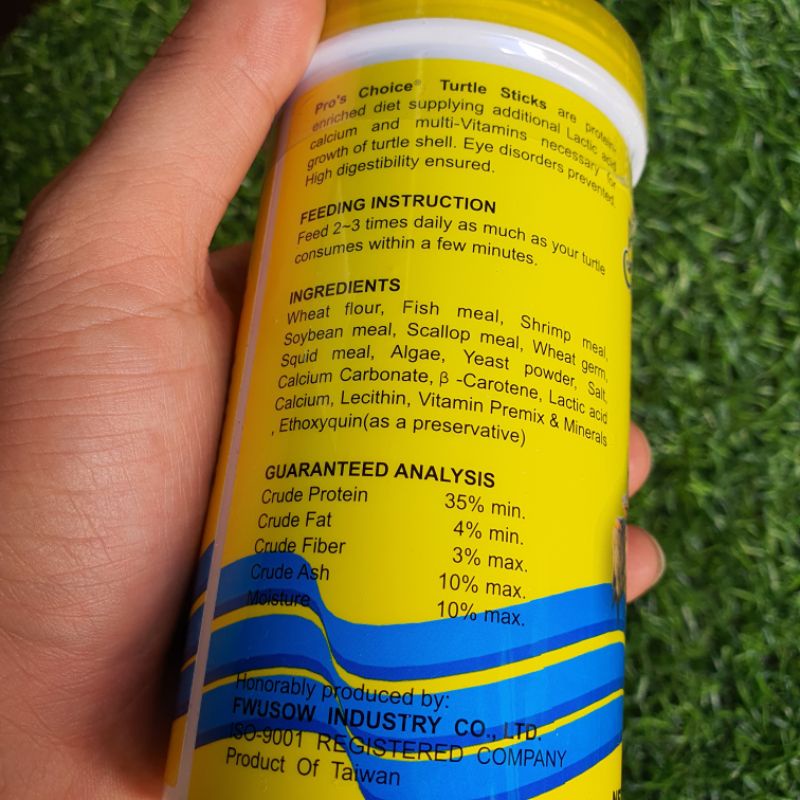 Pro's Choice® Turtle Sticks are protein-
enriched diet supplying additional Lactic acid
calcium and multi-Vitamins necessary for
growth of turtle shell. Eye disorders prevented.
High digestibility ensured.
FEEDING INSTRUCTION
Feed 2~3 times daily as much as your turtle
consumes within a few minutes.
INGREDIENTS
Wheat flour, Fish meal, Shrimp meal,
Soybean meal, Scallop meal, Wheat germ,
Squid meal, Algae, Yeast powder, Salt,
Calcium Carbonate, β -Carotene, Lactic acid
Calcium, Lecithin, Vitamin Premix & Minerals
, Ethoxyquin(as a preservative)
GUARANTEED ANALYSIS
Crude Protein 35% min.
Crude Fat 4% min.
Crude Fiber 3% max.
Crude Ash 10% max.
Moisture 10% max.
Honorably produced by:
FWUSOW INDUSTRY CO., LTD.
ISO-9001 REGISTERED COMPANY
Product Of Taiwan